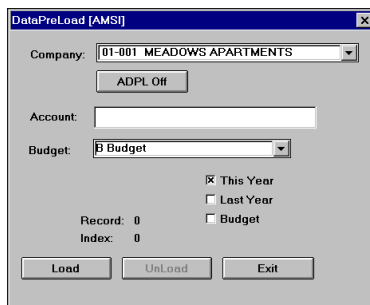 DataPreLoad [AMSI]
Company: 01-001 MEADOWS APARTMENTS
ADPL Off
Account:
Budget: B Budget
This Year
Last Year
Record: 0 Budget
Index: 0
Load UnLoad Exit